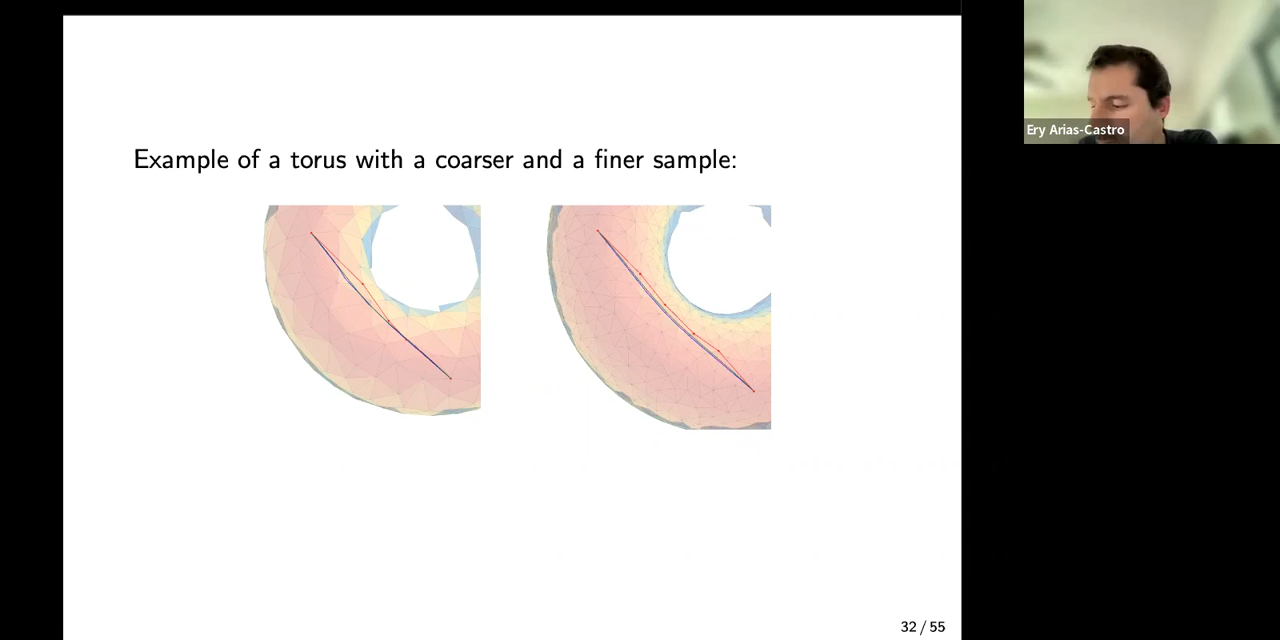 Example of a torus with a coarser and a finer sample:
Ery Arias-Castro
32 / 55